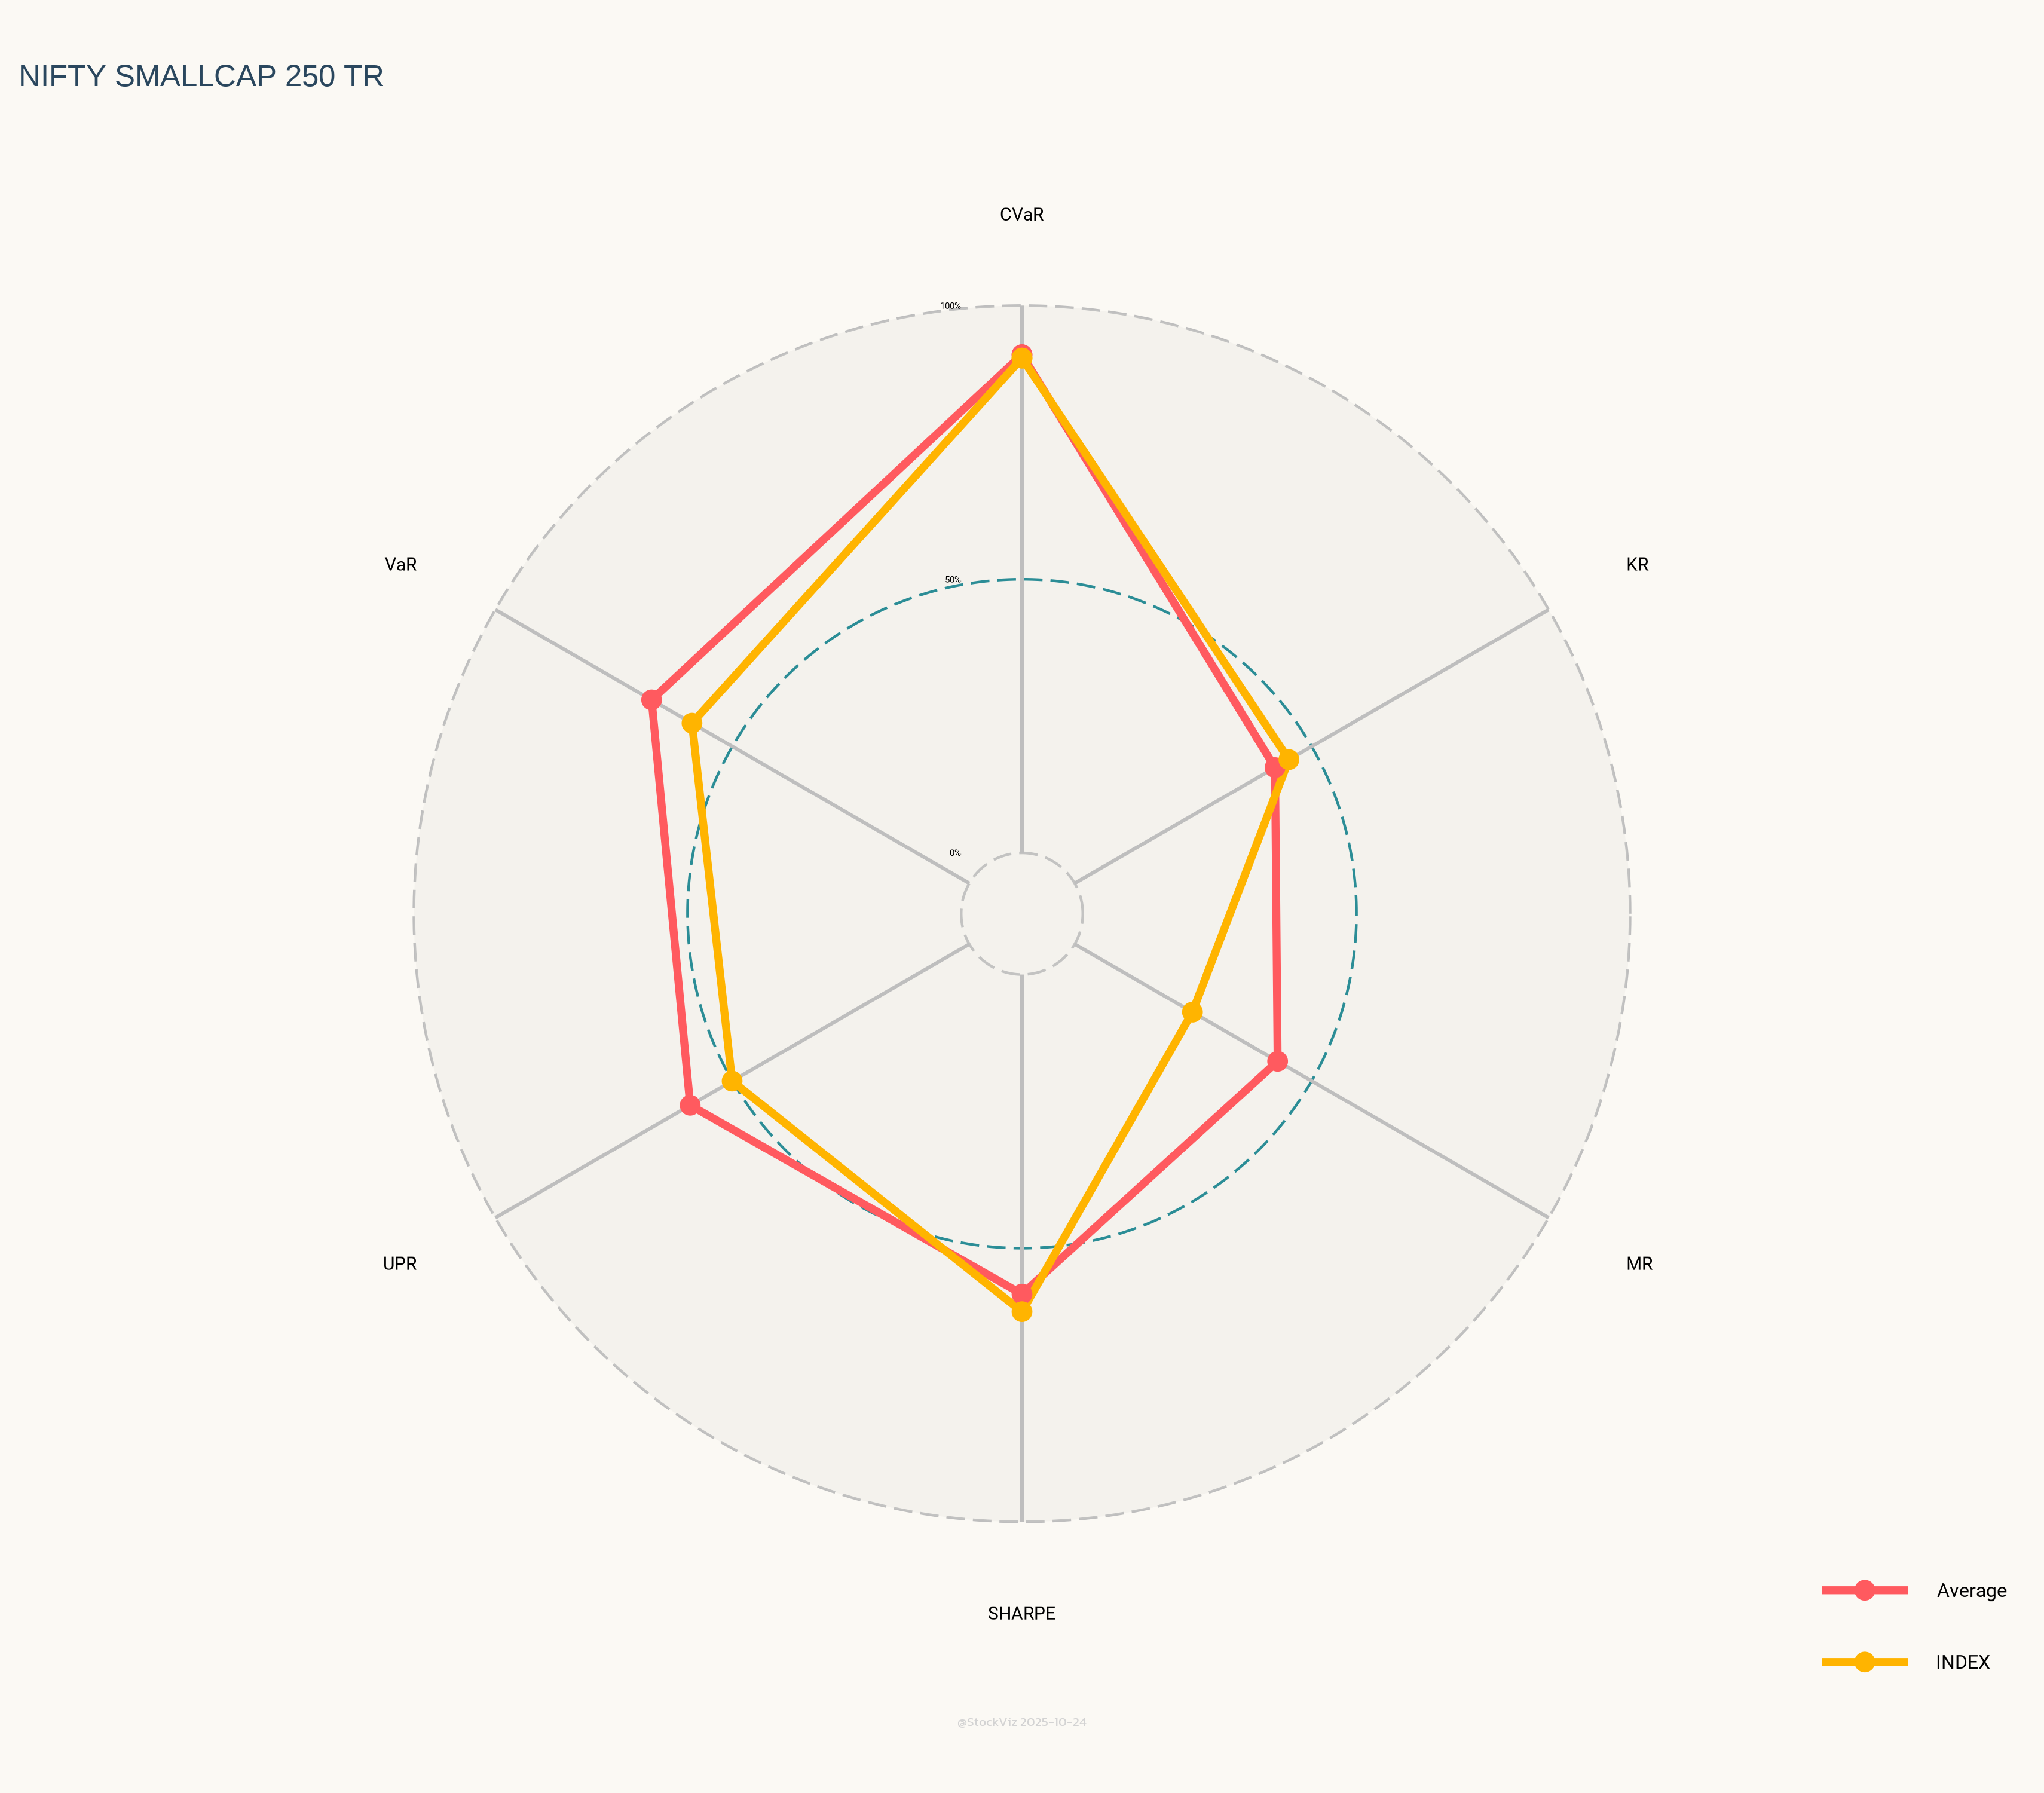 NIFTY SMALLCAP 250 TR
CVaR
100%
VaR
KR
50%
0%
UPR
MR
SHARPE
Average
INDEX
@StockViz 2025-10-24